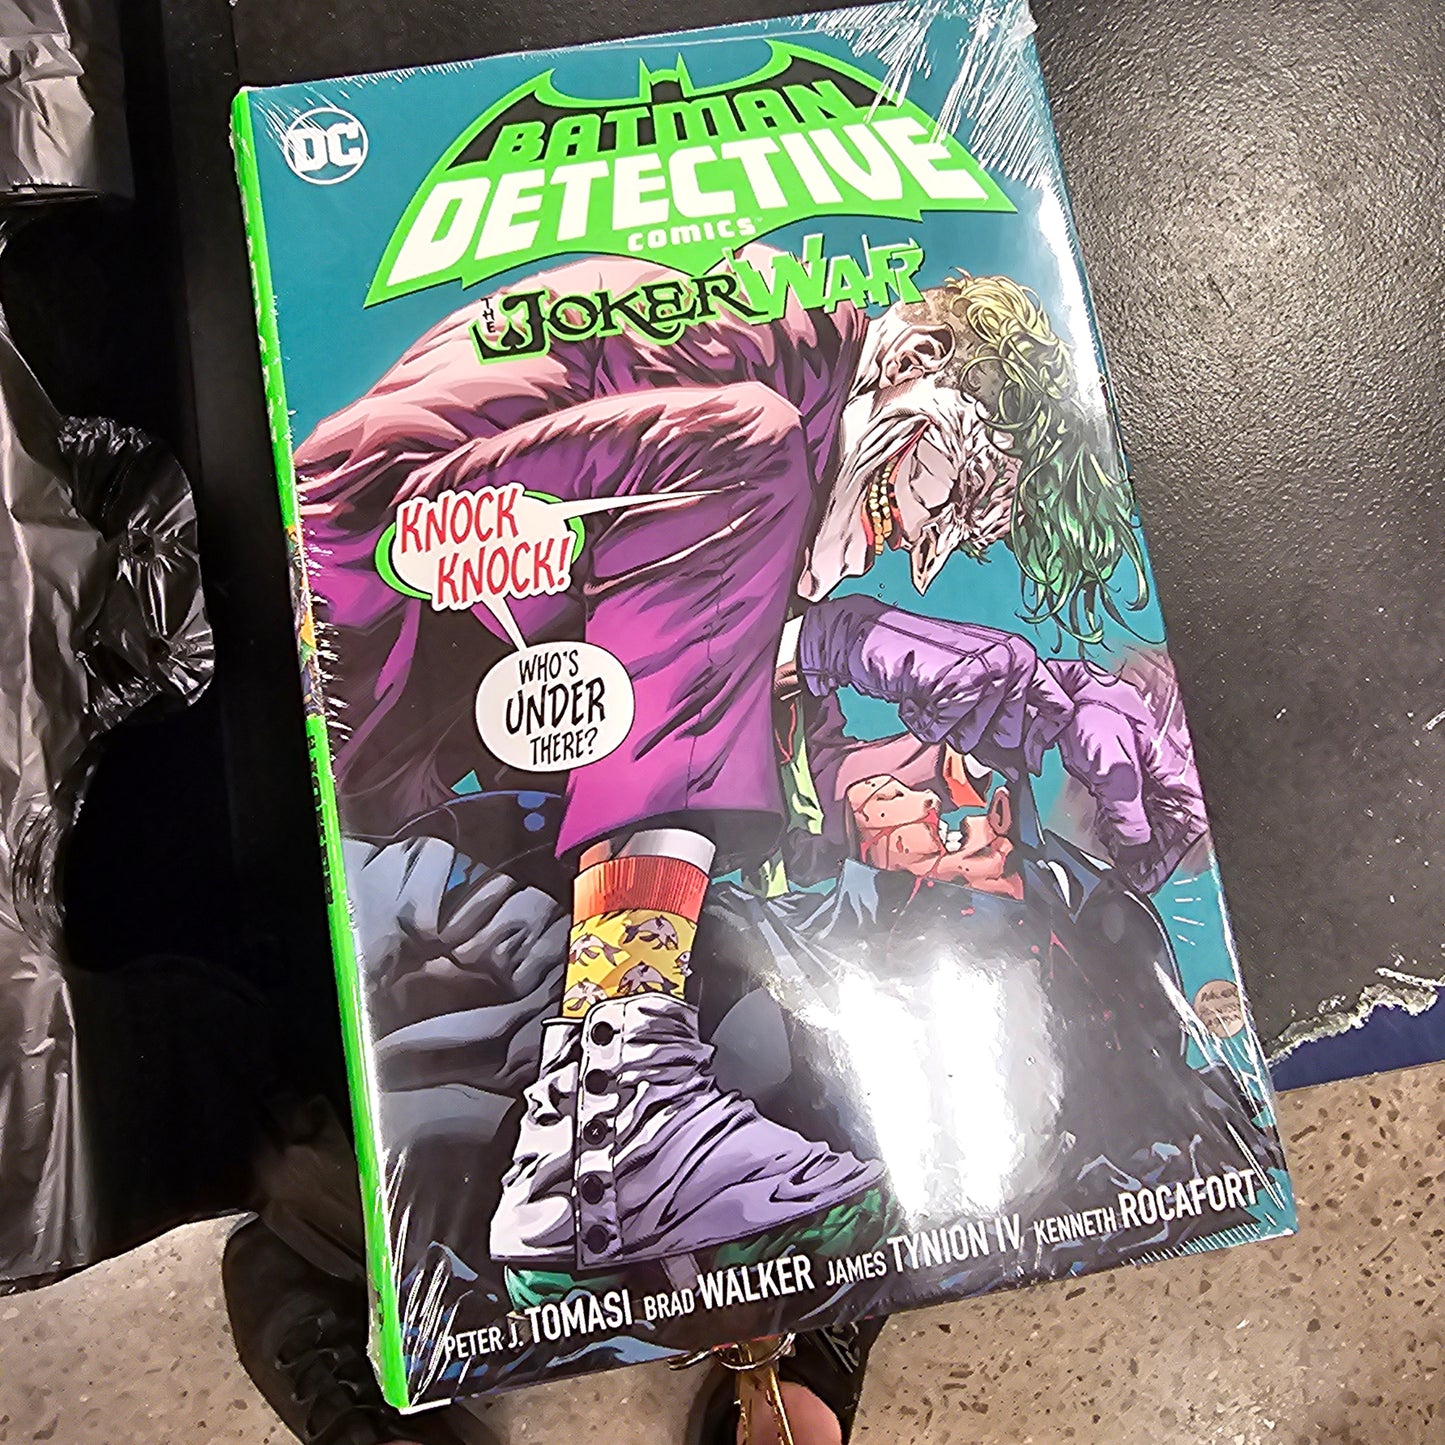 DC
BATMAN
DETECTIVE
COMICS™
THE JOKER WAR
KNOCK
KNOCK!
WHO'S
UNDER
THERE?
PETER J. TOMASI BRAD WALKER JAMES TYNION IV KENNETH ROCAFORT